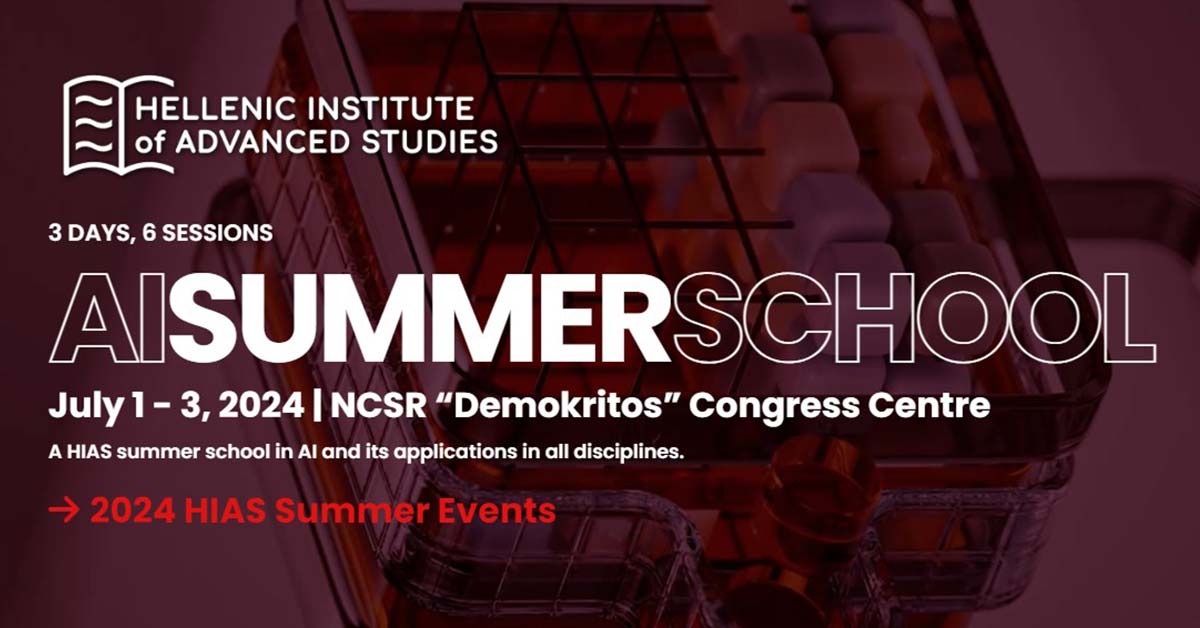 HELLENIC INSTITUTE
of ADVANCED STUDIES
3 DAYS, 6 SESSIONS
AISUMMERSCHOOL
July 1 - 3, 2024 | NCSR “Demokritos” Congress Centre
A HIAS summer school in AI and its applications in all disciplines.
→ 2024 HIAS Summer Events